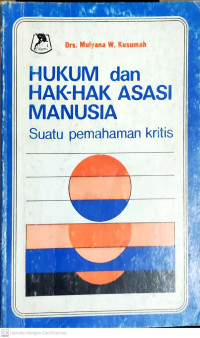 Drs. Mulyana W. Kusumah
HUKUM dan
HAK-HAK ASASI
MANUSIA
Suatu pemahaman kritis